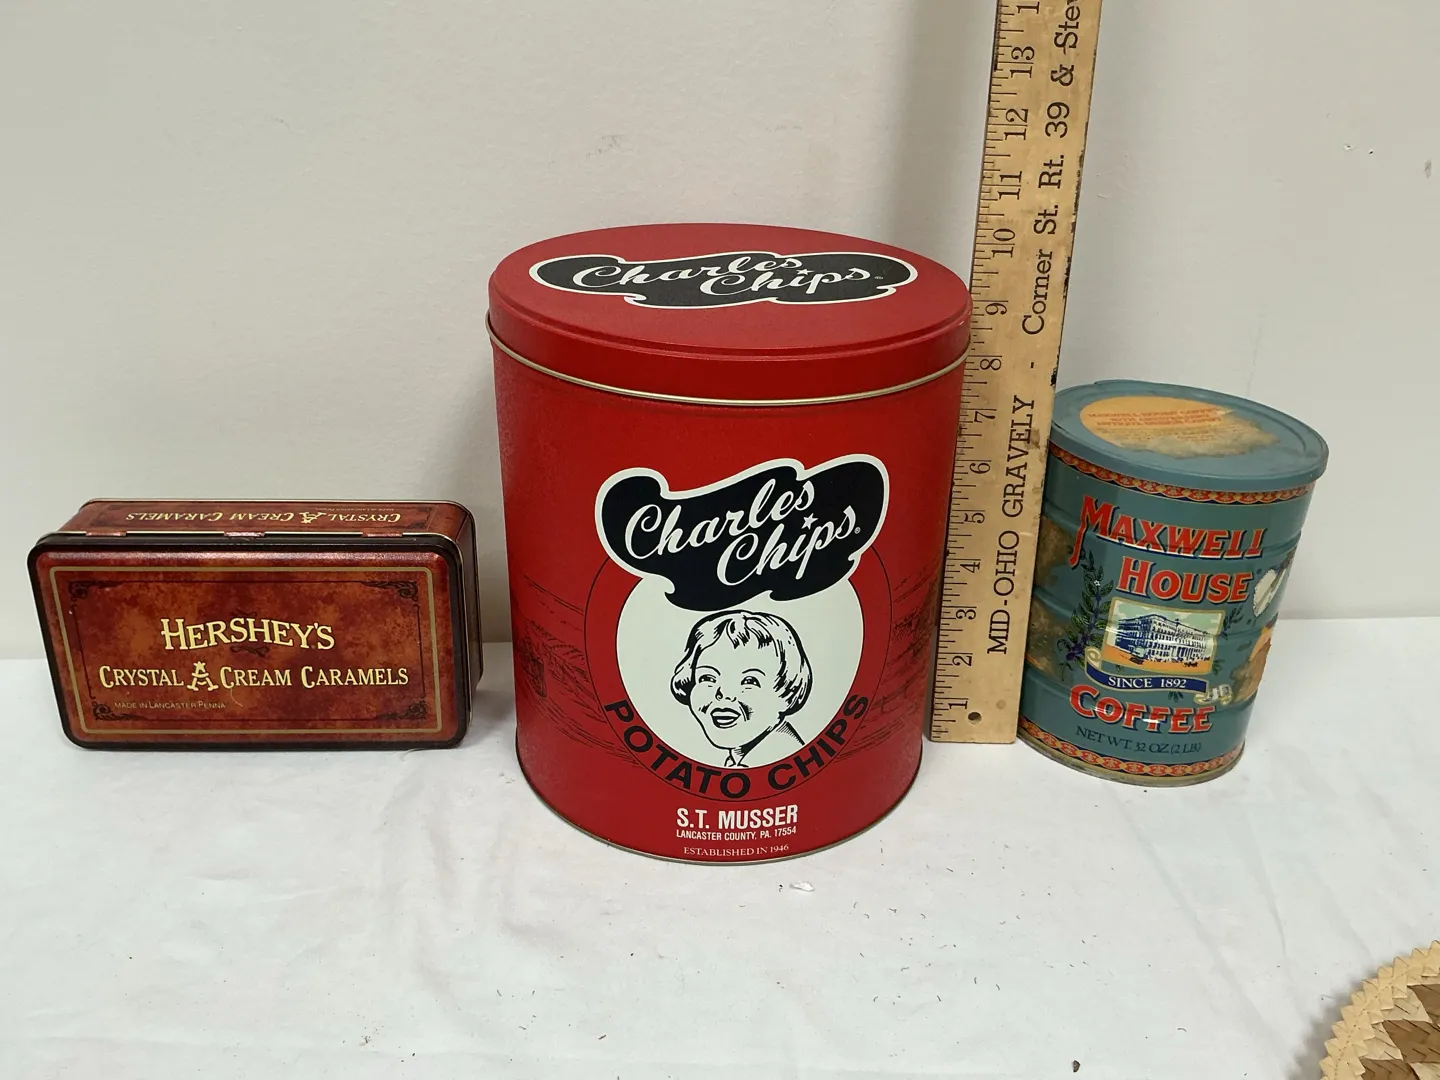 CRYSTAL A CREAM CARAMELS
HERSHEY'S
CRYSTAL A CREAM CARAMELS
MADE IN LANCASTER PENNA
Charles
Chips®
Charles
Chips®
POTATO CHIPS
S.T. MUSSER
LANCASTER COUNTY, PA. 17554
ESTABLISHED IN 1946
1 2 3 4 5 6 7 8 9 10 11 12 13
MID-OHIO GRAVELY - Corner St. Rt. 39 & Stev
MAXWELL
HOUSE
SINCE 1892
COFFEE
NET WT. 32 OZ (2 LB)